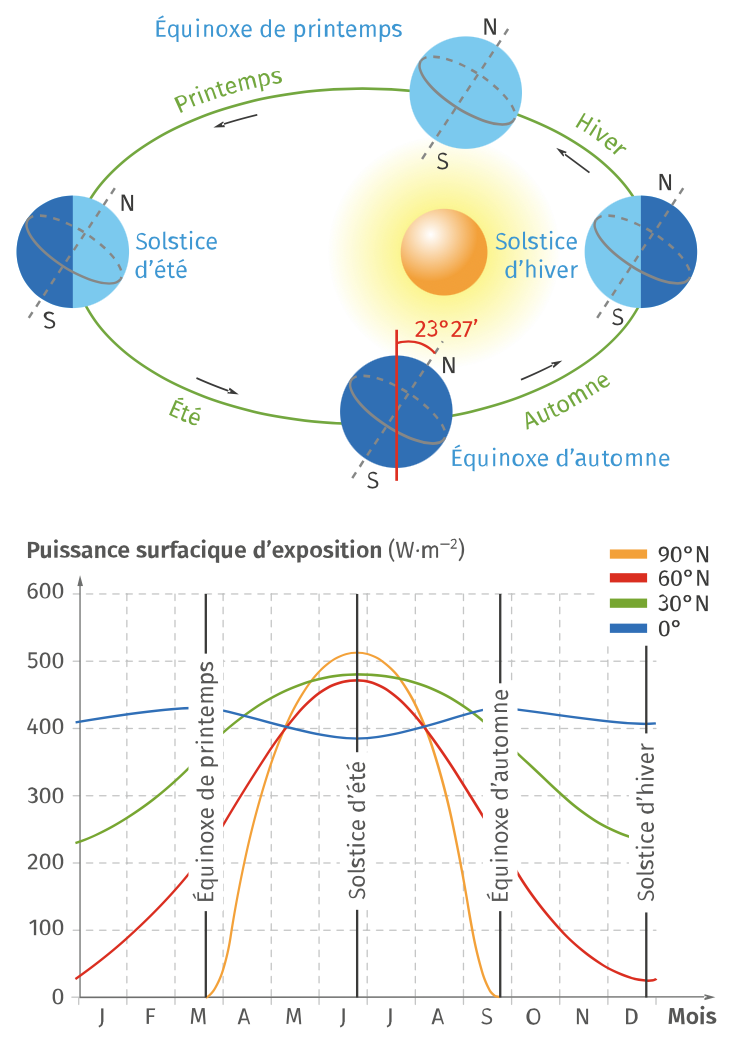 Équinoxe de printemps
N
Printemps
S
Hiver
N
Solstice
d'été
S
Solstice
d'hiver
N
S
23°27'
N
Été
Automne
S
Équinoxe d'automne
Puissance surfacique d'exposition (W·m⁻²)
90°N
60°N
30°N
0°
600
500
400
300
200
100
0
Équinoxe de printemps
Solstice d'été
Équinoxe d'automne
Solstice d'hiver
J F M A M J J A S O N D Mois